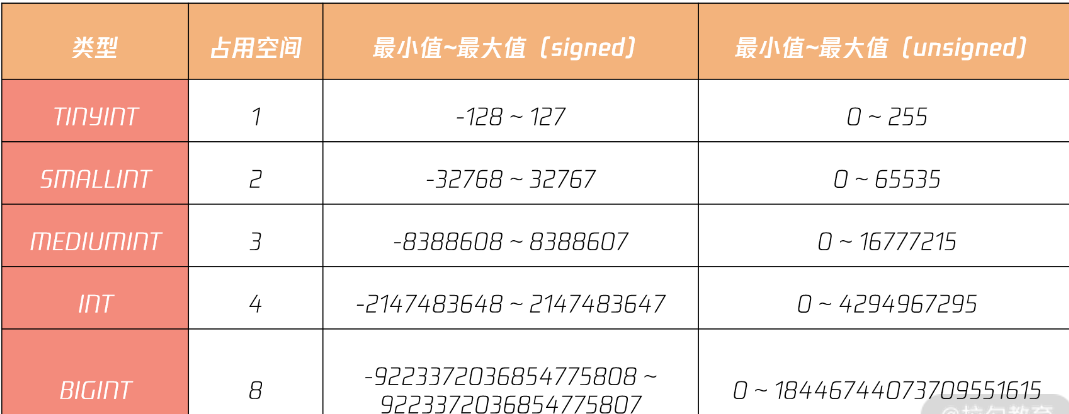 类型 占用空间 最小值~最大值（signed） 最小值~最大值（unsigned）
TINYINT 1 -128 ~ 127 0 ~ 255
SMALLINT 2 -32768 ~ 32767 0 ~ 65535
MEDIUMINT 3 -8388608 ~ 8388607 0 ~ 16777215
INT 4 -2147483648 ~ 2147483647 0 ~ 4294967295
BIGINT 8 -9223372036854775808 ~ 0 ~ 18446744073709551615
9223372036854775807
@拉勾教育